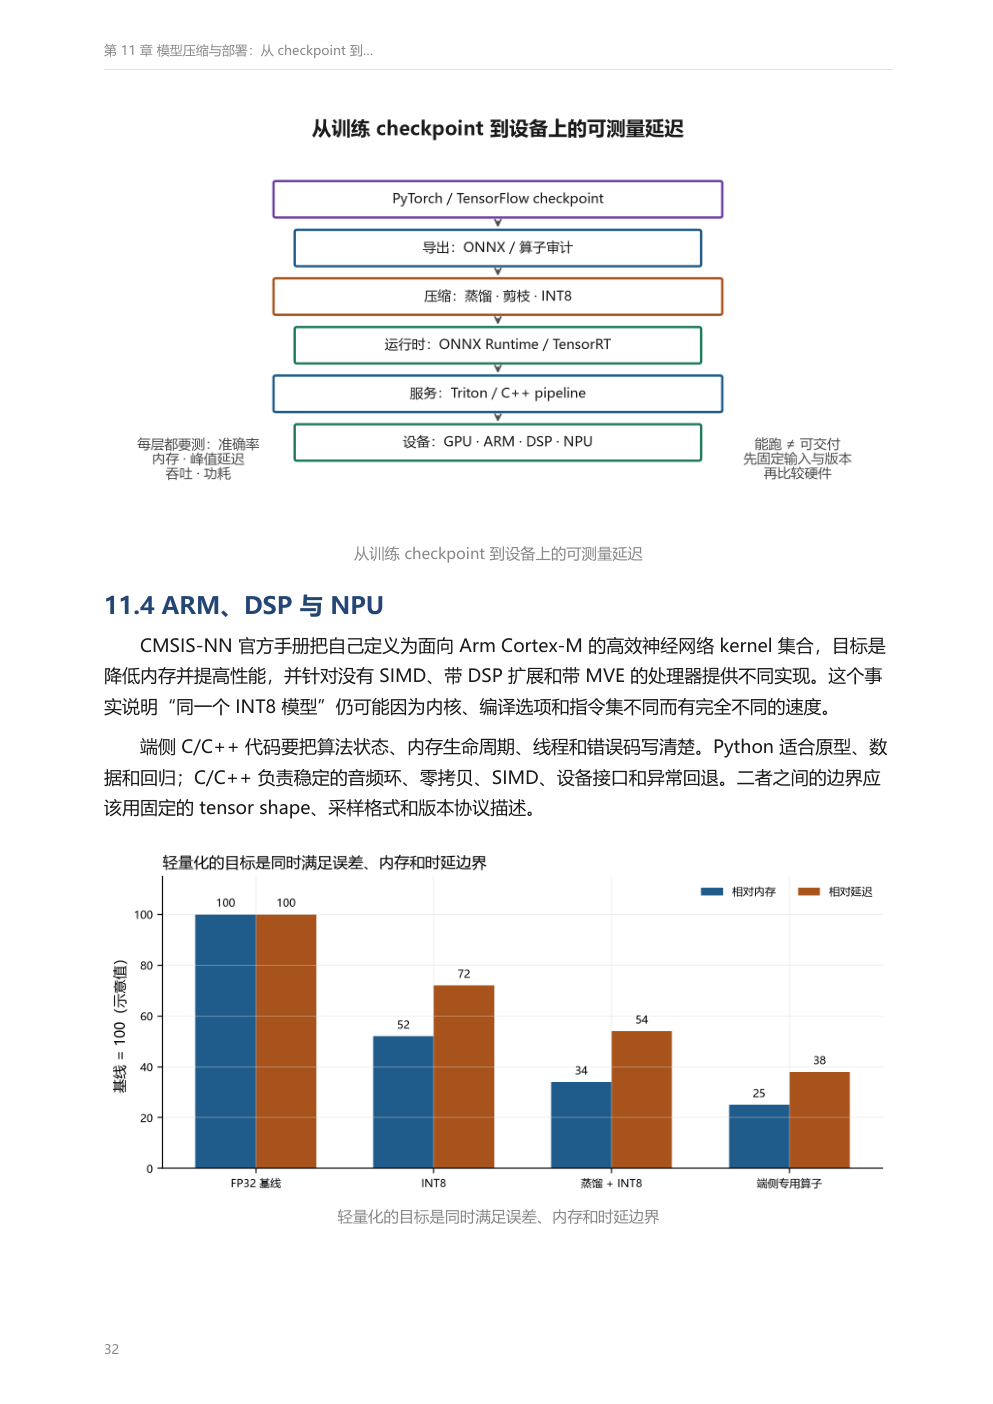 第 11 章 模型压缩与部署：从 checkpoint 到...
从训练 checkpoint 到设备上的可测量延迟
PyTorch / TensorFlow checkpoint
导出：ONNX / 算子审计
压缩：蒸馏 · 剪枝 · INT8
运行时：ONNX Runtime / TensorRT
服务：Triton / C++ pipeline
设备：GPU · ARM · DSP · NPU
每层都要测：准确率
内存 · 峰值延迟
吞吐 · 功耗
能跑 ≠ 可交付
先固定输入与版本
再比较硬件
从训练 checkpoint 到设备上的可测量延迟
11.4 ARM、DSP 与 NPU
CMSIS-NN 官方手册把自己定义为面向 Arm Cortex-M 的高效神经网络 kernel 集合，目标是
降低内存并提高性能，并针对没有 SIMD、带 DSP 扩展和带 MVE 的处理器提供不同实现。这个事
实说明“同一个 INT8 模型”仍可能因为内核、编译选项和指令集不同而有完全不同的速度。
端侧 C/C++ 代码要把算法状态、内存生命周期、线程和错误码写清楚。Python 适合原型、数
据和回归；C/C++ 负责稳定的音频环、零拷贝、SIMD、设备接口和异常回退。二者之间的边界应
该用固定的 tensor shape、采样格式和版本协议描述。
轻量化的目标是同时满足误差、内存和时延边界
相对内存
相对延迟
基线 = 100（示意值）
100
80
60
40
20
0
100
100
52
72
34
54
25
38
FP32 基线
INT8
蒸馏 + INT8
端侧专用算子
轻量化的目标是同时满足误差、内存和时延边界
32